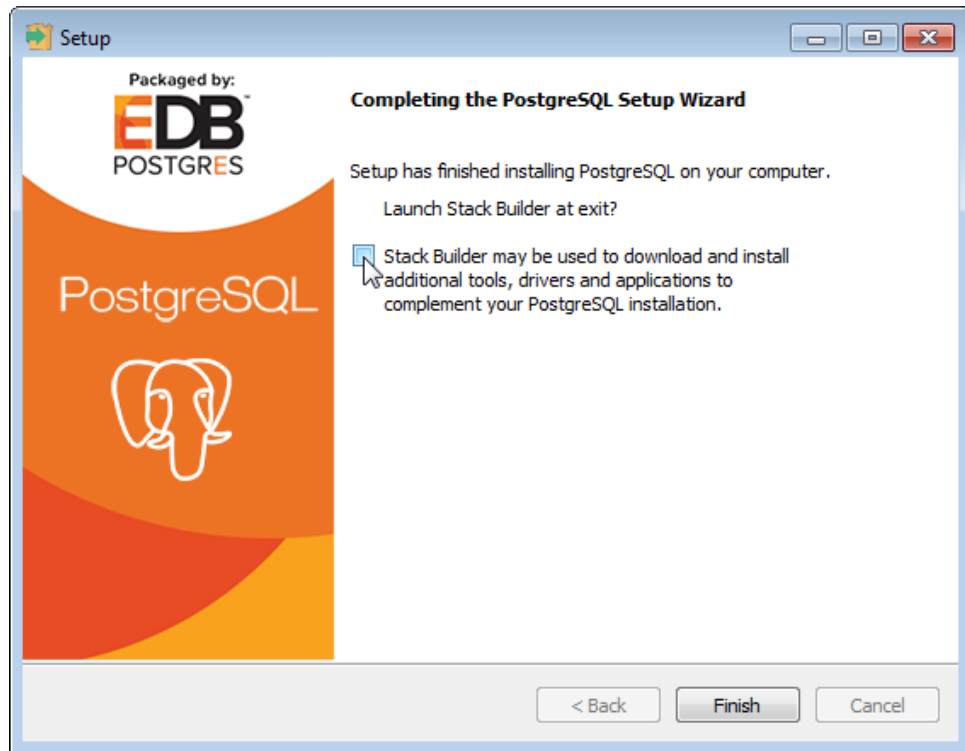 Setup
Packaged by:
EDB
POSTGRES
PostgreSQL
Completing the PostgreSQL Setup Wizard
Setup has finished installing PostgreSQL on your computer.
Launch Stack Builder at exit?
Stack Builder may be used to download and install
additional tools, drivers and applications to
complement your PostgreSQL installation.
< Back
Finish
Cancel